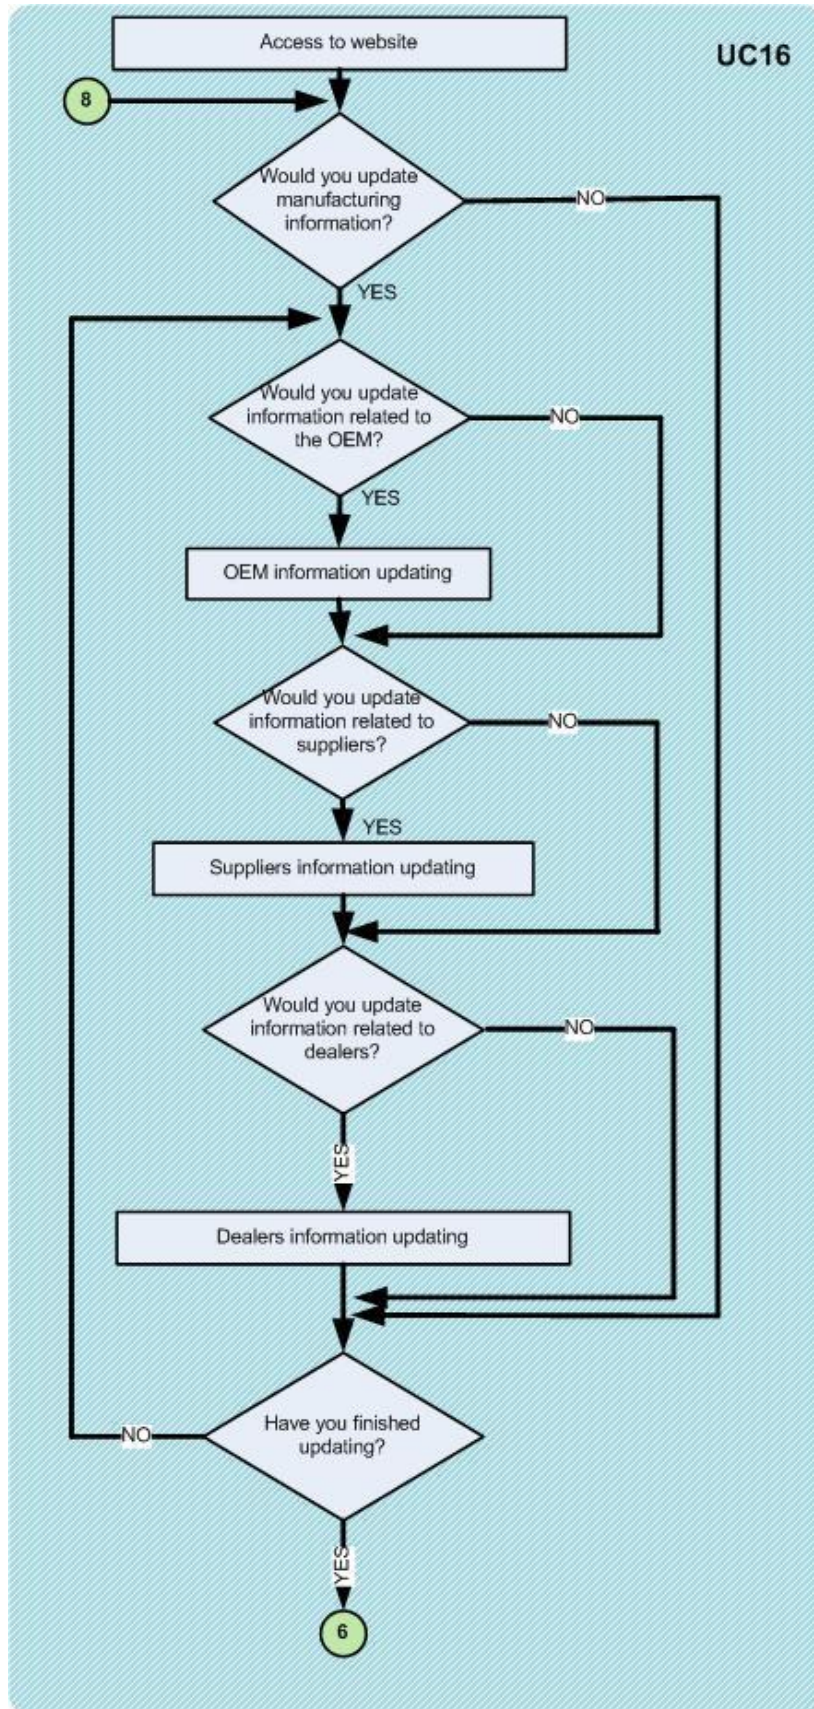 Access to website
UC16
8
Would you update
manufacturing
information?
NO
YES
Would you update
information related to
the OEM?
NO
YES
OEM information updating
Would you update
information related to
suppliers?
NO
YES
Suppliers information updating
Would you update
information related to
dealers?
NO
YES
Dealers information updating
Have you finished
updating?
NO
YES
6